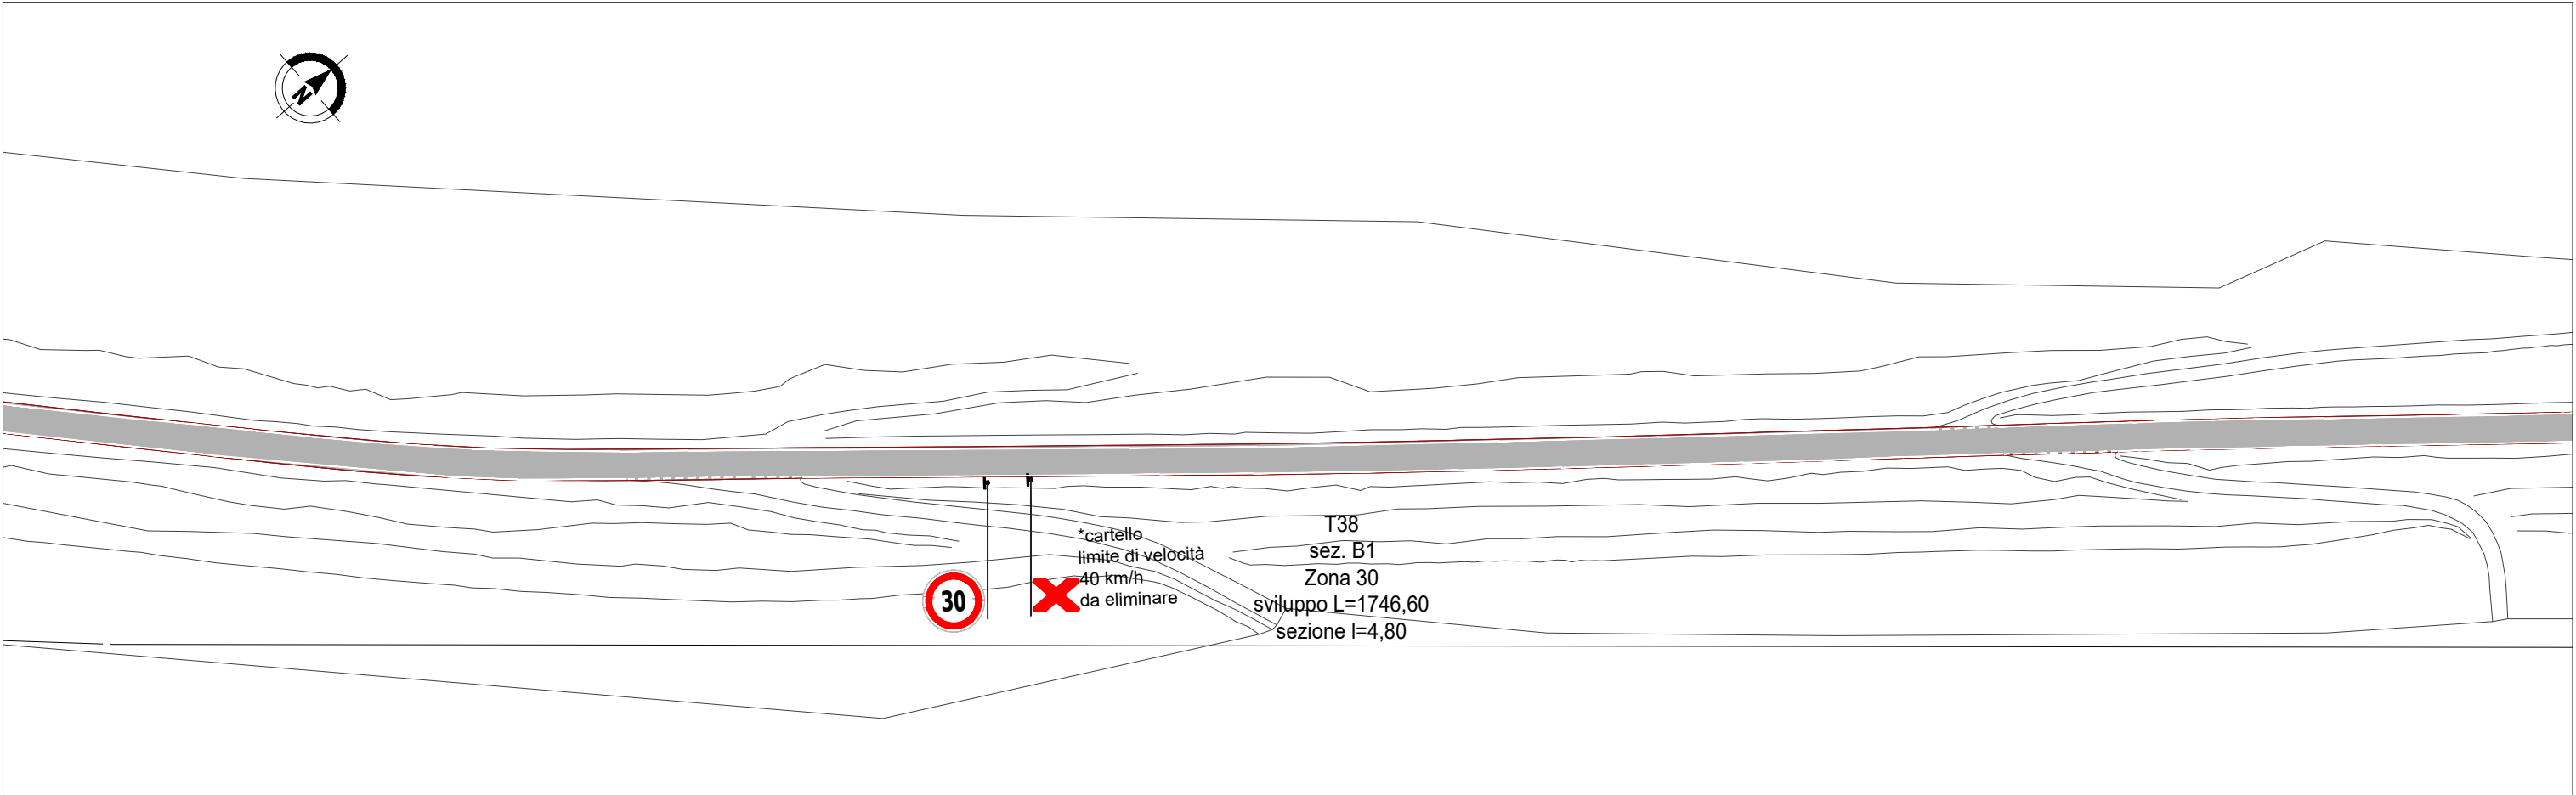 N
*cartello
limite di velocità
40 km/h
da eliminare
30
T38
sez. B1
Zona 30
sviluppo L=1746,60
sezione l=4,80